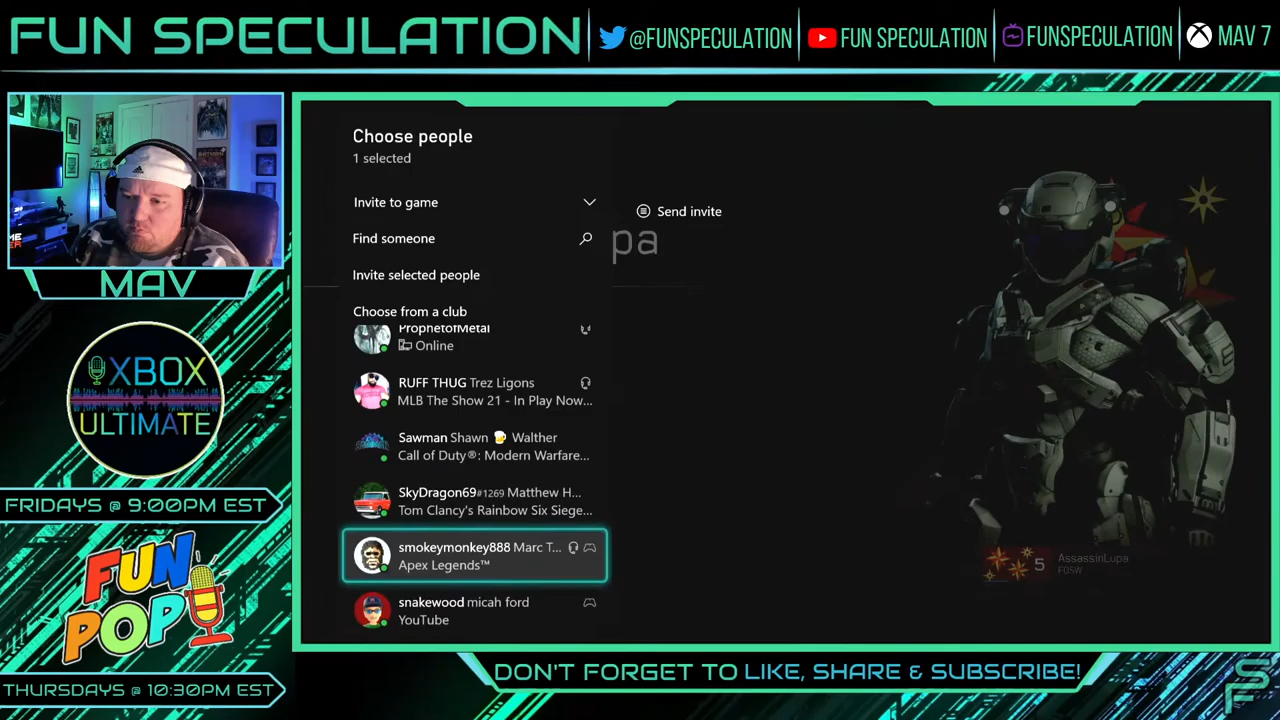 FUN SPECULATION
@FUNSPECULATION
FUN SPECULATION
FUNSPECULATION
MAV 7
MAV
XBOX
ULTIMATE
FRIDAYS @ 9:00PM EST
FUN
POP
THURSDAYS @ 10:30PM EST
Choose people
1 selected
Invite to game
Find someone
Invite selected people
Choose from a club
ProphetofMetal
Online
RUFF THUG Trez Ligons
MLB The Show 21 - In Play Now...
Sawman Shawn 🍺 Walther
Call of Duty®: Modern Warfare...
SkyDragon69#1269 Matthew H...
Tom Clancy's Rainbow Six Siege...
smokeymonkey888 Marc T...
Apex Legends™
snakewood micah ford
YouTube
Send invite
pa
5
AssassinLupa
F0SW
DON'T FORGET TO LIKE, SHARE & SUBSCRIBE!
SF